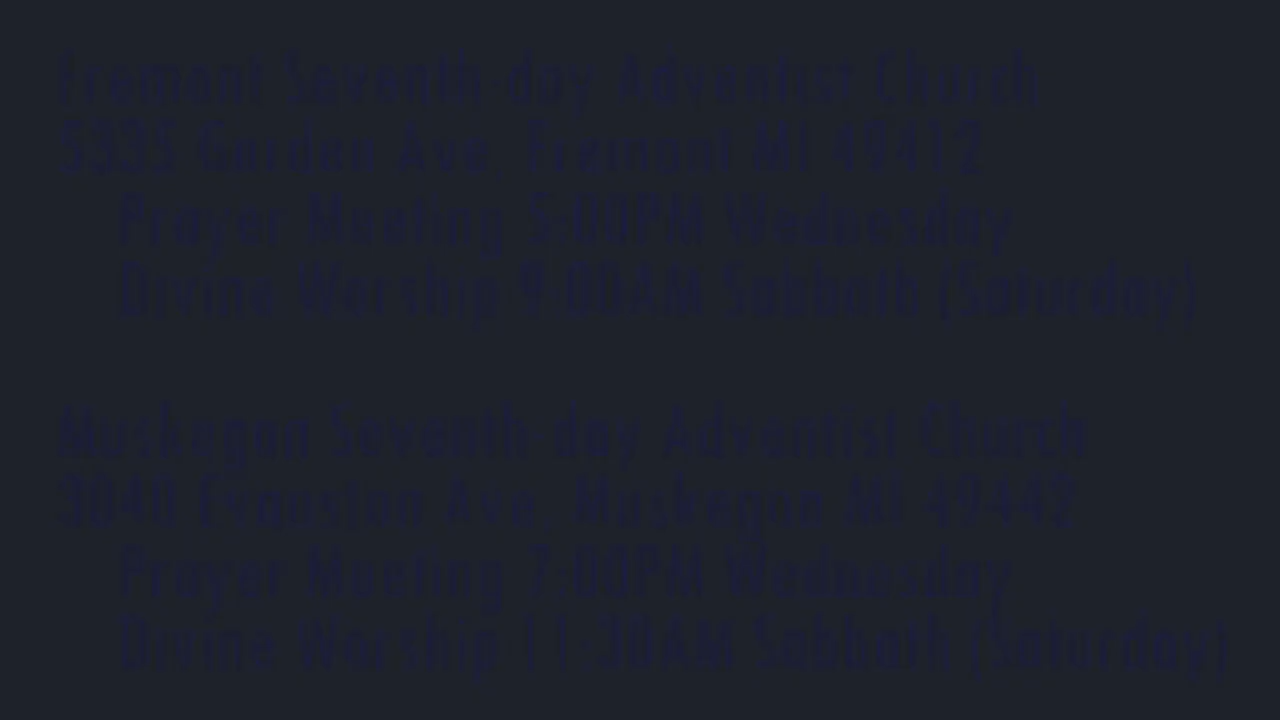 Fremont Seventh-day Adventist Church
5335 Garden Ave, Fremont MI 49412
Prayer Meeting 5:00PM Wednesday
Divine Worship 9:00AM Sabbath (Saturday)
Muskegon Seventh-day Adventist Church
3040 Evanston Ave, Muskegon MI 49442
Prayer Meeting 7:00PM Wednesday
Divine Worship 11:30AM Sabbath (Saturday)